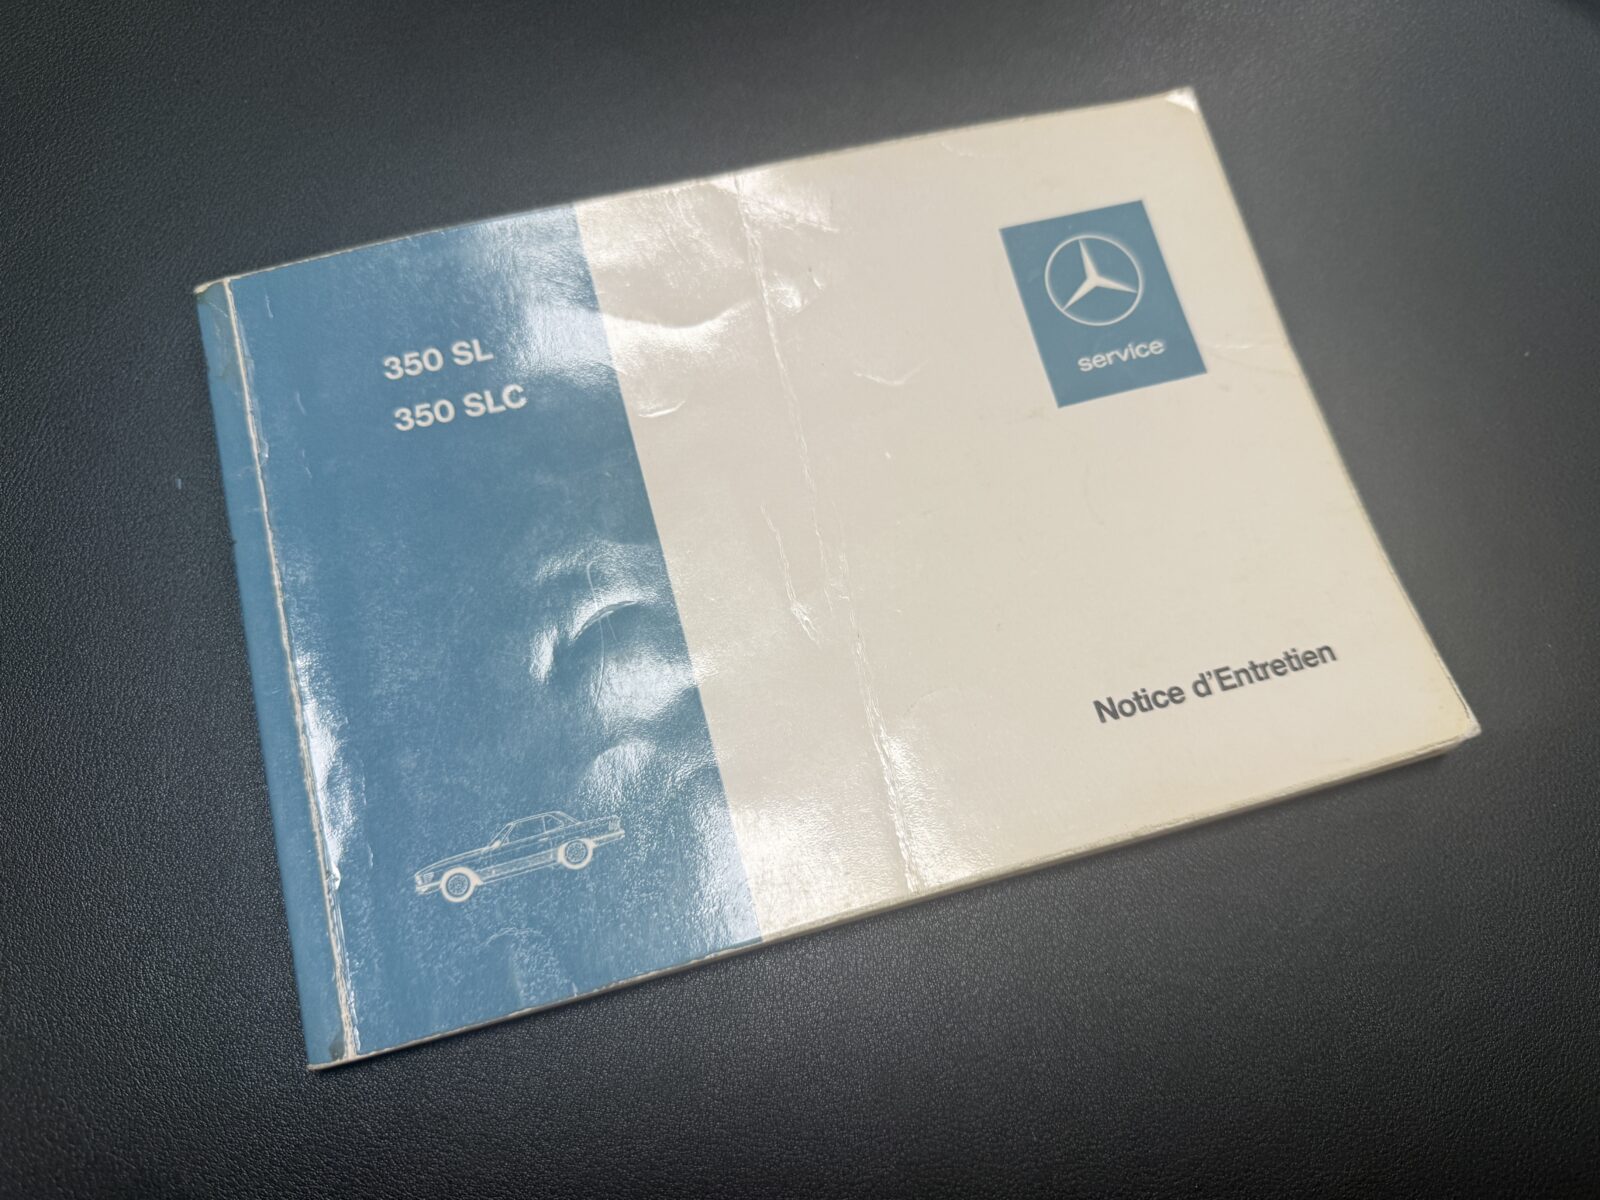 350 SL
350 SLC
service
Notice d'Entretien